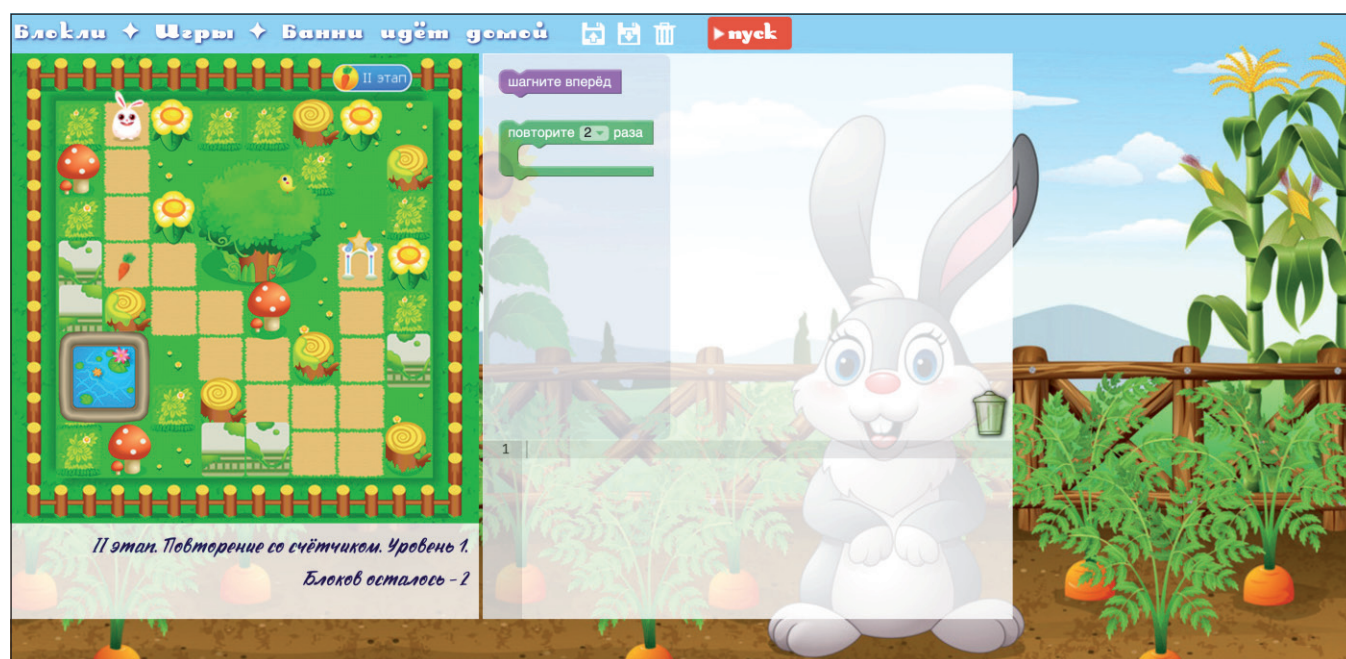 Блокли ✦ Игры ✦ Банни идёт домой
пуск
II этап
шагните вперёд
повторите 2 раза
1
II этап. Повторение со счётчиком. Уровень 1.
Блоков осталось - 2